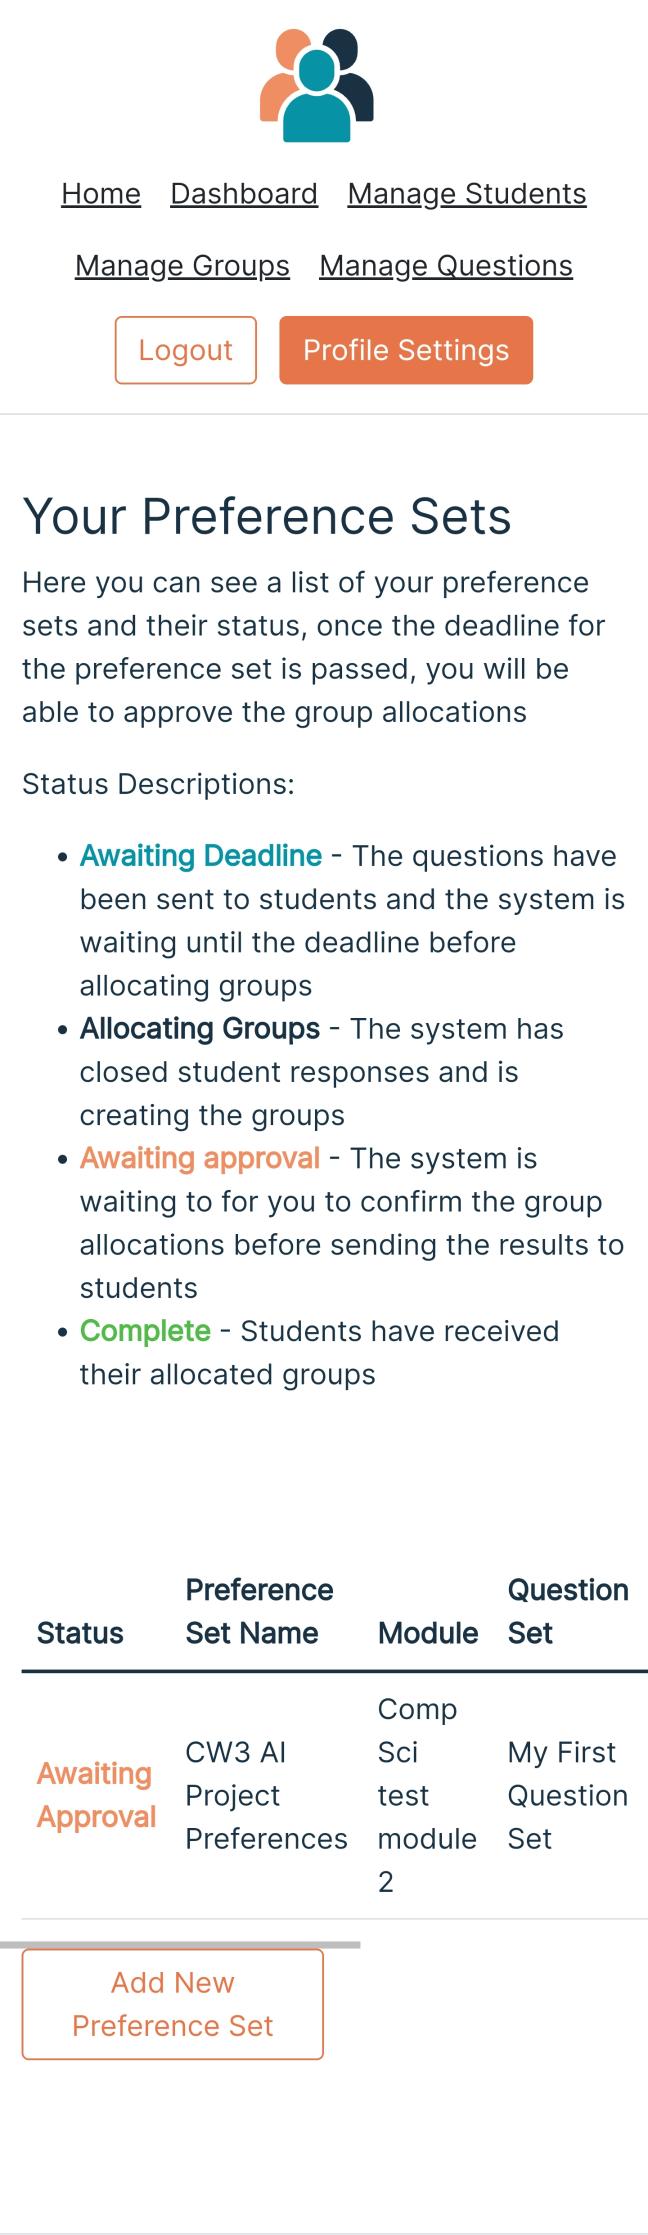 Home Dashboard Manage Students
Manage Groups Manage Questions
Logout Profile Settings
Your Preference Sets
Here you can see a list of your preference
sets and their status, once the deadline for
the preference set is passed, you will be
able to approve the group allocations
Status Descriptions:
• Awaiting Deadline - The questions have
been sent to students and the system is
waiting until the deadline before
allocating groups
• Allocating Groups - The system has
closed student responses and is
creating the groups
• Awaiting approval - The system is
waiting to for you to confirm the group
allocations before sending the results to
students
• Complete - Students have received
their allocated groups
Status
Preference
Set Name
Module
Question
Set
Awaiting
Approval
CW3 AI
Project
Preferences
Comp
Sci
test
module
2
My First
Question
Set
Add New
Preference Set